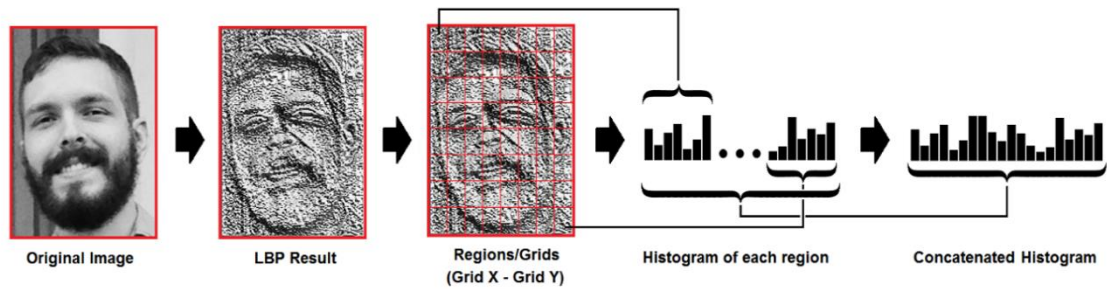 Original Image
LBP Result
Regions/Grids
(Grid X - Grid Y)
Histogram of each region
Concatenated Histogram